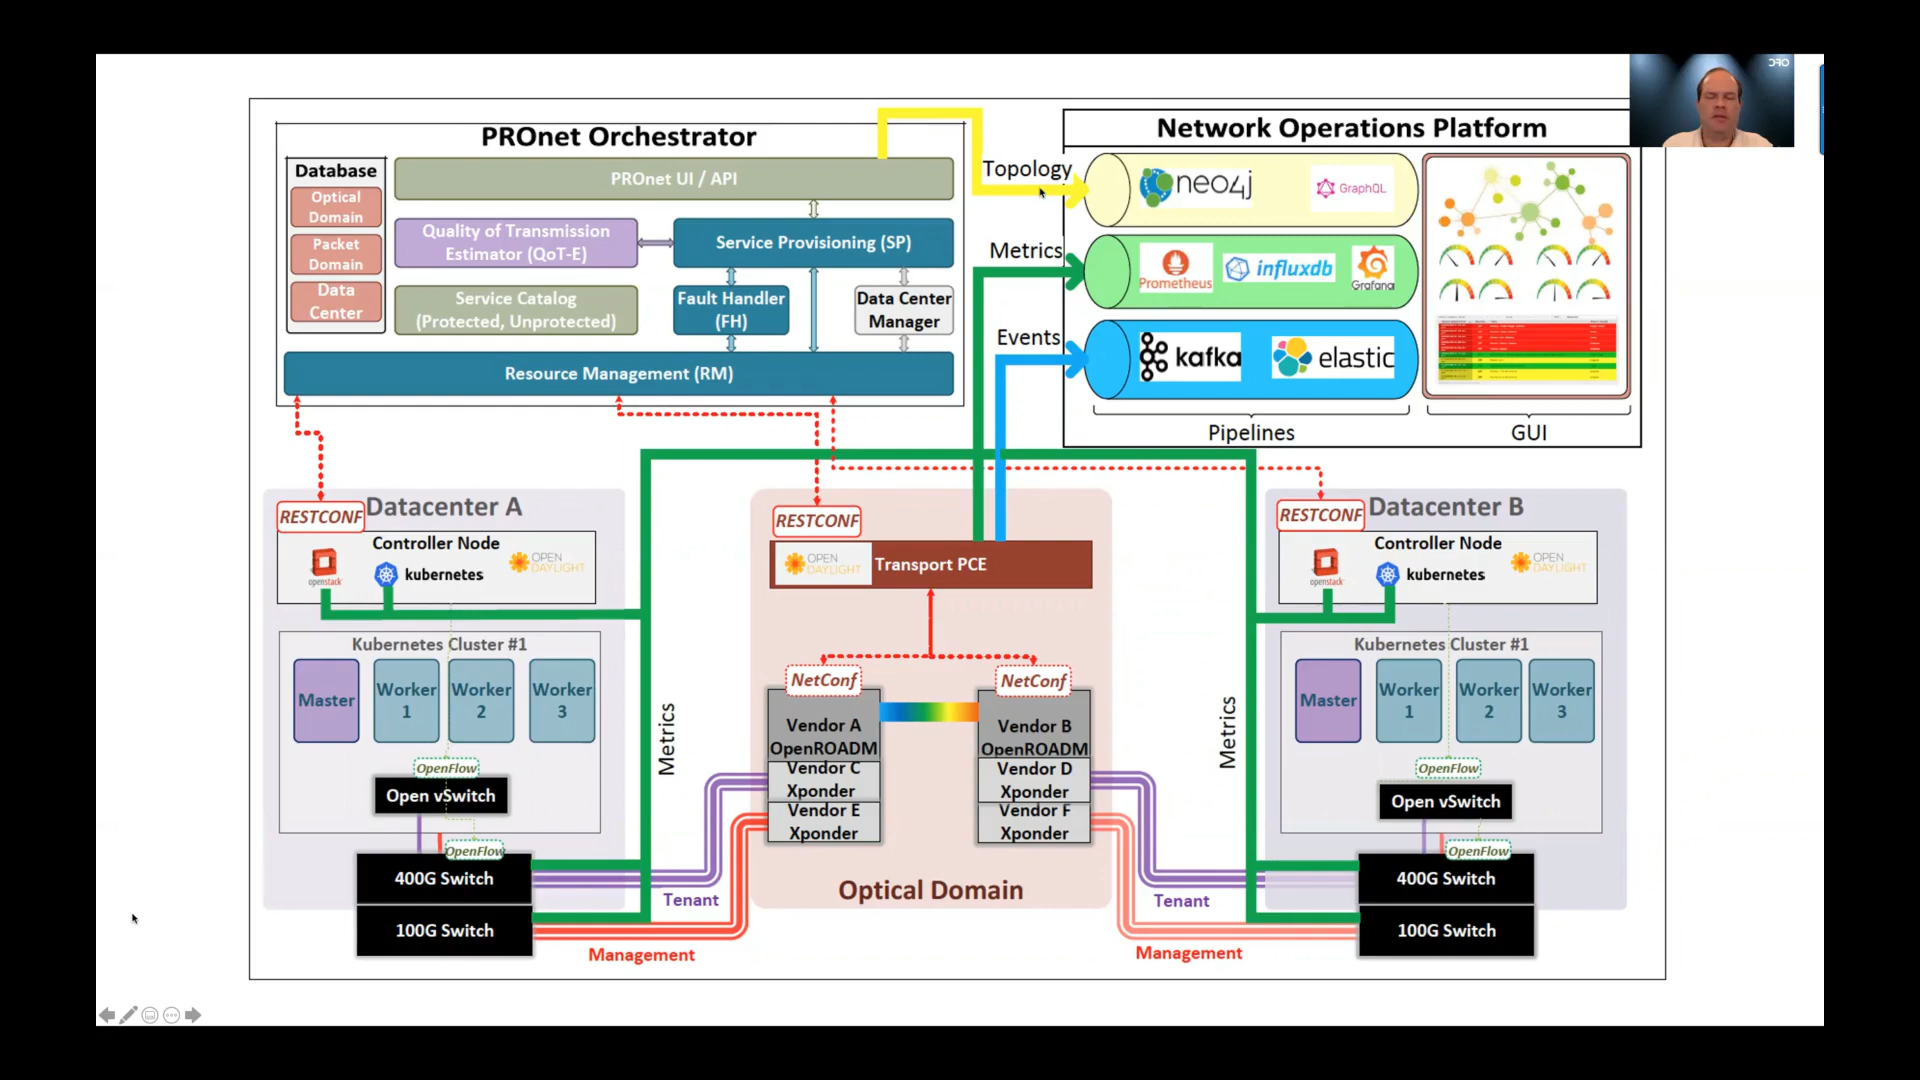 PROnet Orchestrator
Database
Optical
Domain
Packet
Domain
Data
Center
PROnet UI / API
Quality of Transmission
Estimator (QoT-E)
Service Provisioning (SP)
Service Catalog
(Protected, Unprotected)
Fault Handler
(FH)
Data Center
Manager
Resource Management (RM)
Topology
Metrics
Events
Network Operations Platform
neo4j
GraphQL
Prometheus
influxdb
Grafana
kafka
elastic
Pipelines
GUI
RESTCONF
Datacenter A
Controller Node
openstack
kubernetes
OPEN
DAYLIGHT
Kubernetes Cluster #1
Master
Worker
1
Worker
2
Worker
3
OpenFlow
Open vSwitch
OpenFlow
400G Switch
100G Switch
Metrics
Tenant
Management
RESTCONF
OPEN
DAYLIGHT
Transport PCE
NetConf
NetConf
Vendor A
OpenROADM
Vendor C
Xponder
Vendor E
Xponder
Vendor B
OpenROADM
Vendor D
Xponder
Vendor F
Xponder
Optical Domain
Metrics
Tenant
Management
RESTCONF
Datacenter B
Controller Node
openstack
kubernetes
OPEN
DAYLIGHT
Kubernetes Cluster #1
Master
Worker
1
Worker
2
Worker
3
OpenFlow
Open vSwitch
OpenFlow
400G Switch
100G Switch